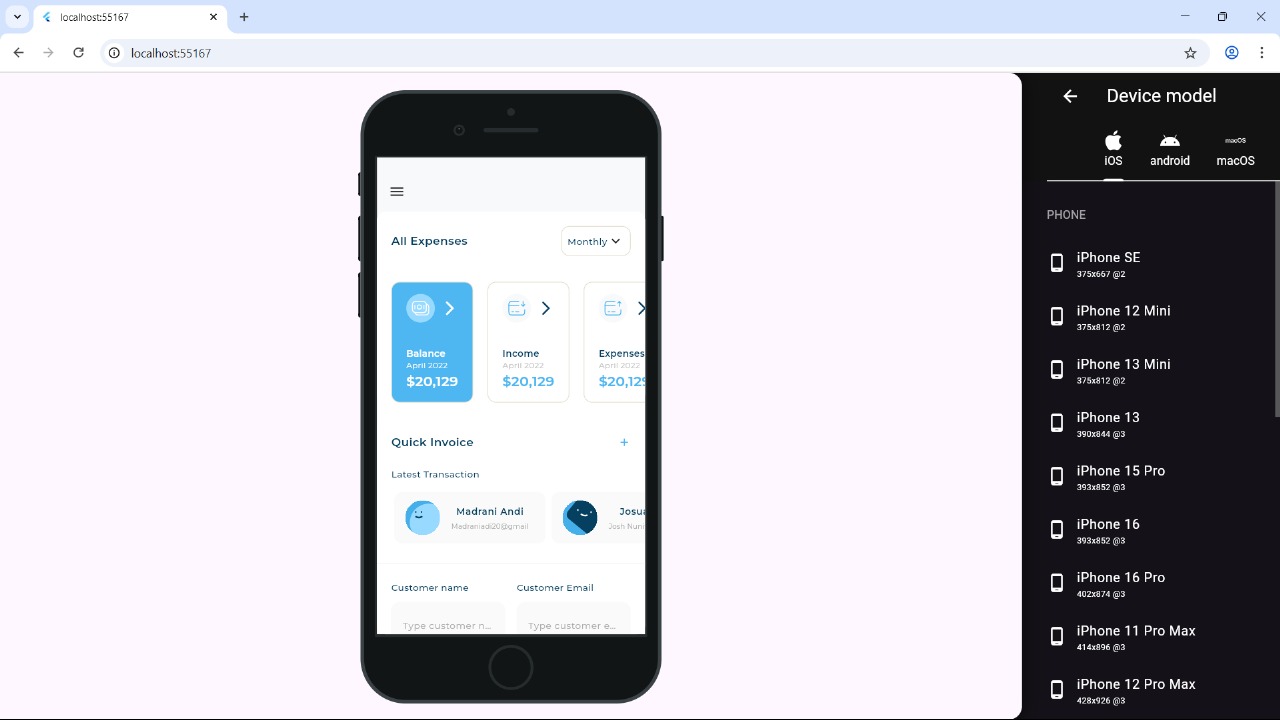 localhost:55167
localhost:55167
All Expenses
Monthly
Balance
April 2022
$20,129
Income
April 2022
$20,129
Expenses
April 2022
$20,129
Quick Invoice
+
Latest Transaction
Madrani Andi
Madraniadi20@gmail
Josua
Josh Nuni
Customer name
Customer Email
Type customer n...
Type customer e...
Device model
iOS
android
macOS
macOS
PHONE
iPhone SE
375x667 @2
iPhone 12 Mini
375x812 @2
iPhone 13 Mini
375x812 @2
iPhone 13
390x844 @3
iPhone 15 Pro
393x852 @3
iPhone 16
393x852 @3
iPhone 16 Pro
402x874 @3
iPhone 11 Pro Max
414x896 @3
iPhone 12 Pro Max
428x926 @3